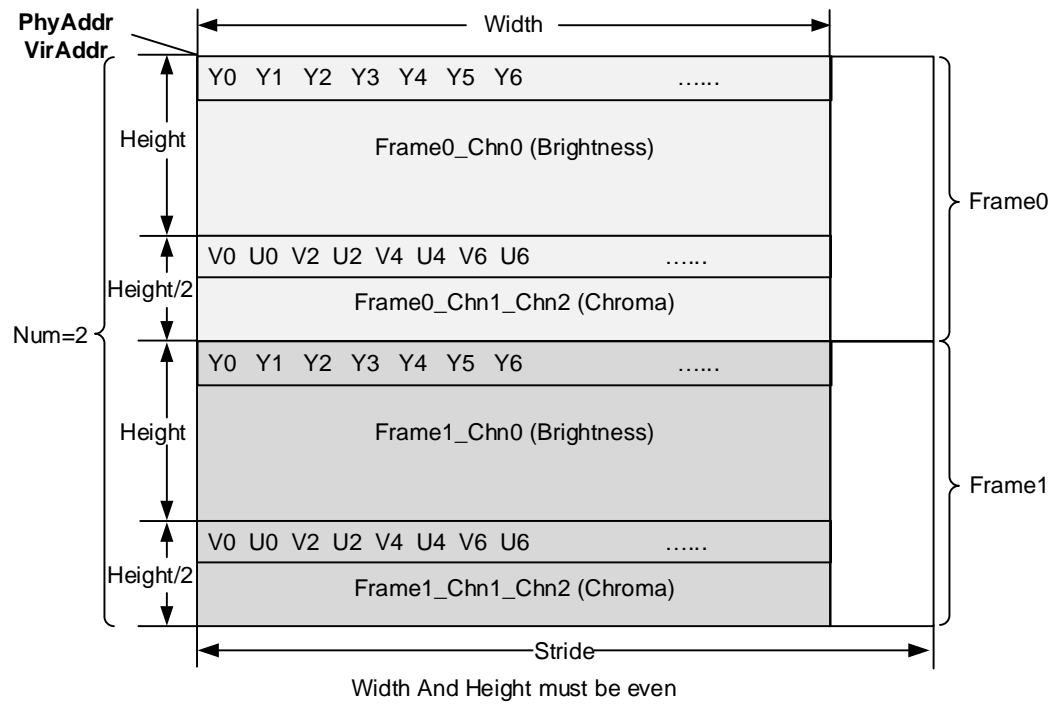 PhyAddr
VirAddr
Width
Y0 Y1 Y2 Y3 Y4 Y5 Y6 ......
Height
Frame0_Chn0 (Brightness)
Frame0
V0 U0 V2 U2 V4 U4 V6 U6 ......
Height/2
Frame0_Chn1_Chn2 (Chroma)
Num=2
Y0 Y1 Y2 Y3 Y4 Y5 Y6 ......
Height
Frame1_Chn0 (Brightness)
Frame1
V0 U0 V2 U2 V4 U4 V6 U6 ......
Height/2
Frame1_Chn1_Chn2 (Chroma)
Stride
Width And Height must be even